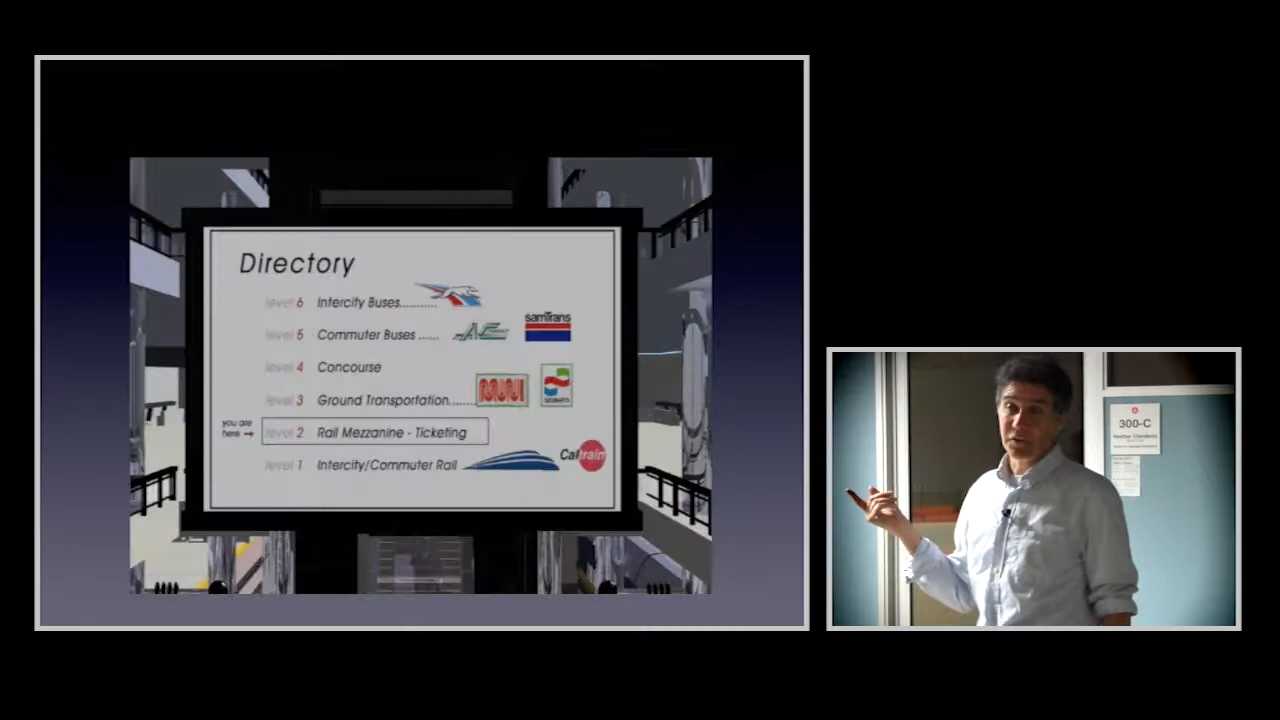 Directory
level 6 Intercity Buses..........
level 5 Commuter Buses ......
samTrans
level 4 Concourse
level 3 Ground Transportation.......
muni
you are
here → level 2 Rail Mezzanine - Ticketing
level 1 Intercity/Commuter Rail
Caltrain
300-C